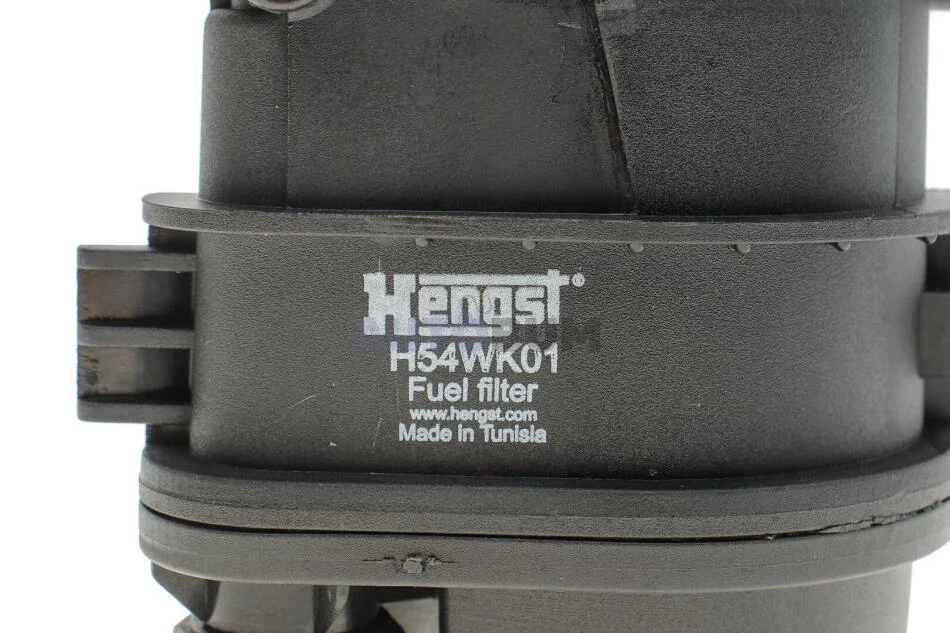 Hengst®
H54WK01
Fuel filter
www.hengst.com
Made in Tunisia